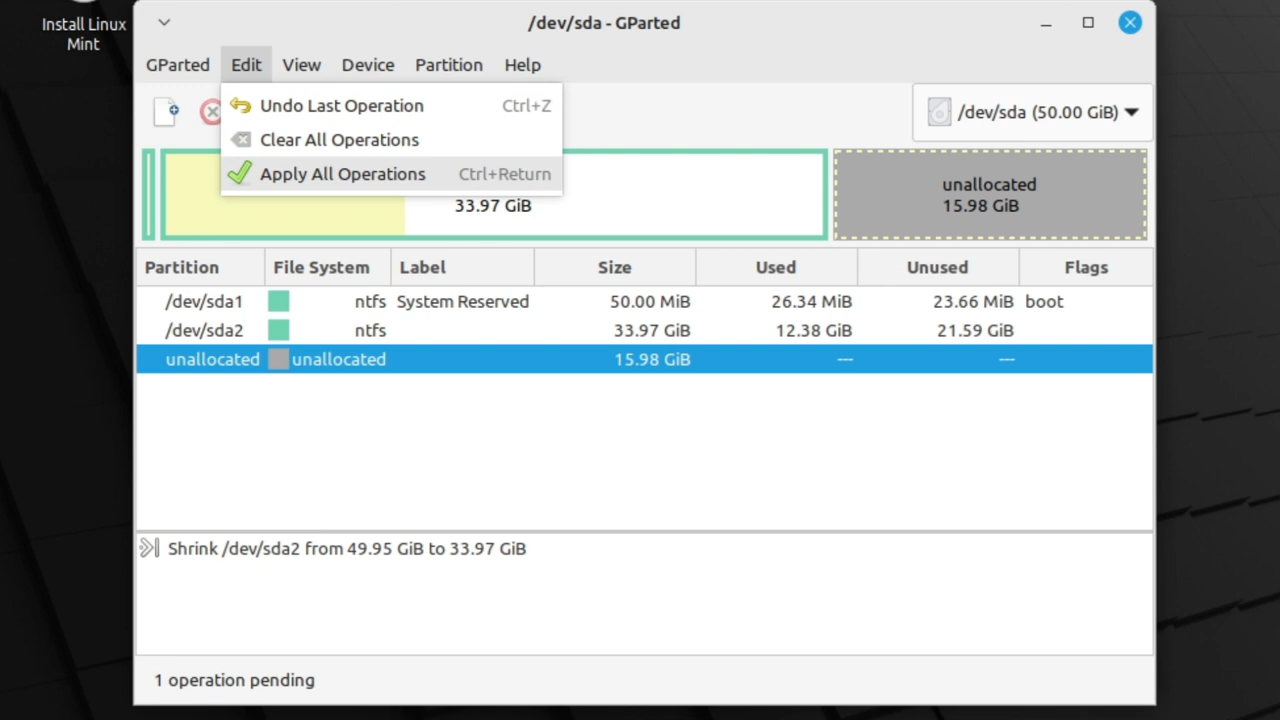 Install Linux
Mint
/dev/sda - GParted
GParted Edit View Device Partition Help
Undo Last Operation Ctrl+Z
Clear All Operations
Apply All Operations Ctrl+Return
/dev/sda (50.00 GiB)
33.97 GiB
unallocated
15.98 GiB
Partition File System Label Size Used Unused Flags
/dev/sda1 ntfs System Reserved 50.00 MiB 26.34 MiB 23.66 MiB boot
/dev/sda2 ntfs 33.97 GiB 12.38 GiB 21.59 GiB
unallocated unallocated 15.98 GiB --- ---
Shrink /dev/sda2 from 49.95 GiB to 33.97 GiB
1 operation pending